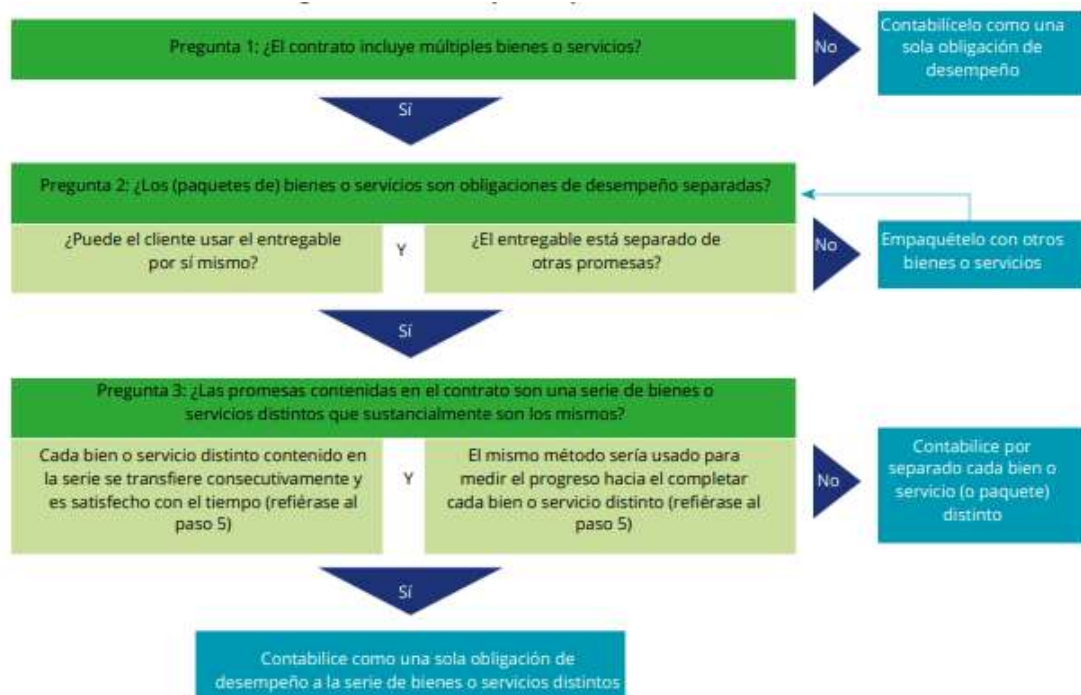 Pregunta 1: ¿El contrato incluye múltiples bienes o servicios?
No
Contabilícelo como una
sola obligación de
desempeño
Sí
Pregunta 2: ¿Los (paquetes de) bienes o servicios son obligaciones de desempeño separadas?
¿Puede el cliente usar el entregable
por sí mismo?
Y
¿El entregable está separado de
otras promesas?
No
Empaquételo con otros
bienes o servicios
Sí
Pregunta 3: ¿Las promesas contenidas en el contrato son una serie de bienes o
servicios distintos que sustancialmente son los mismos?
Cada bien o servicio distinto contenido en
la serie se transfiere consecutivamente y
es satisfecho con el tiempo (refiérase al
paso 5)
Y
El mismo método sería usado para
medir el progreso hacia el completar
cada bien o servicio distinto (refiérase al
paso 5)
No
Contabilice por
separado cada bien o
servicio (o paquete)
distinto
Sí
Contabilice como una sola obligación de
desempeño a la serie de bienes o servicios distintos